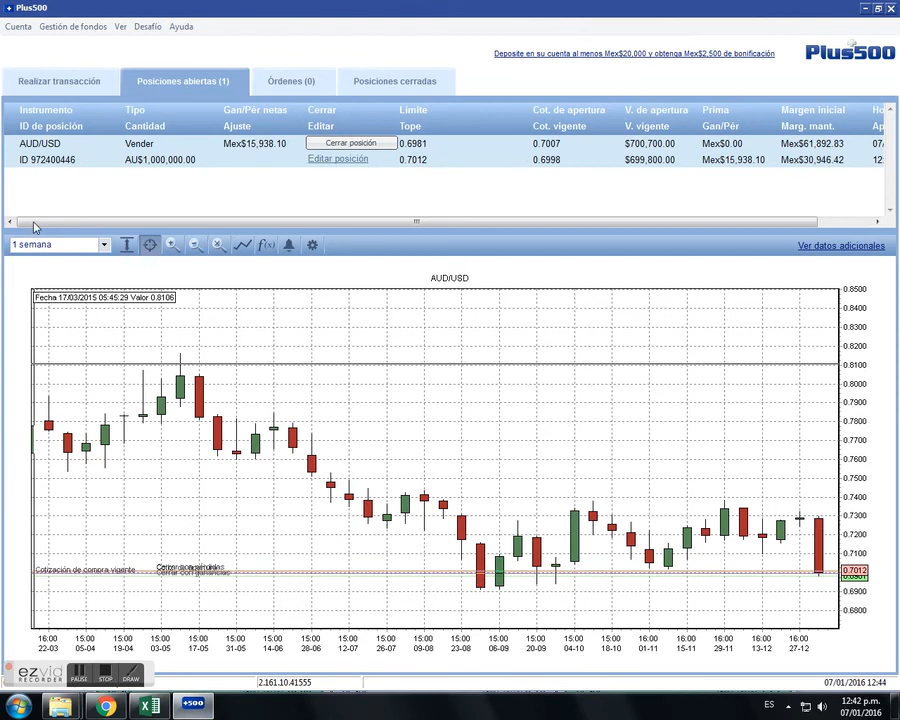 Plus500
Cuenta Gestión de fondos Ver Desafío Ayuda
Deposite en su cuenta al menos Mex$20,000 y obtenga Mex$2,500 de bonificación
Plus500
Realizar transacción Posiciones abiertas (1) Órdenes (0) Posiciones cerradas
Instrumento Tipo Gan/Pér netas Cerrar Límite Cot. de apertura V. de apertura Prima Margen inicial Ho
ID de posición Cantidad Ajuste Editar Tope Cot. vigente V. vigente Gan/Pér Marg. mant. Ap
AUD/USD Vender Mex$15,938.10 Cerrar posición 0.6981 0.7007 $700,700.00 Mex$0.00 Mex$61,892.83 07/
ID 972400446 AU$1,000,000.00 Editar posición 0.7012 0.6998 $699,800.00 Mex$15,938.10 Mex$30,946.42 12:
1 semana f(x) Ver datos adicionales
AUD/USD
Fecha 17/03/2015 05:45:29 Valor 0.8106
0.8500
0.8400
0.8300
0.8200
0.8100
0.8000
0.7900
0.7800
0.7700
0.7600
0.7500
0.7400
0.7300
0.7200
0.7100
0.7012
0.6900
0.6800
Cotización de compra vigente
Cerrar con ganancias
16:00 15:00 15:00 15:00 15:00 15:00 15:00 15:00 15:00 15:00 15:00 15:00 15:00 15:00 15:00 15:00 16:00 16:00 16:00 16:00 16:00
22-03 05-04 19-04 03-05 17-05 31-05 14-06 28-06 12-07 26-07 09-08 23-08 06-09 20-09 04-10 18-10 01-11 15-11 29-11 13-12 27-12
ezvid
RECORDER
PAUSE STOP DRAW
2.161.10.41555 07/01/2016 12:44
+500
ES 12:42 p.m.
07/01/2016